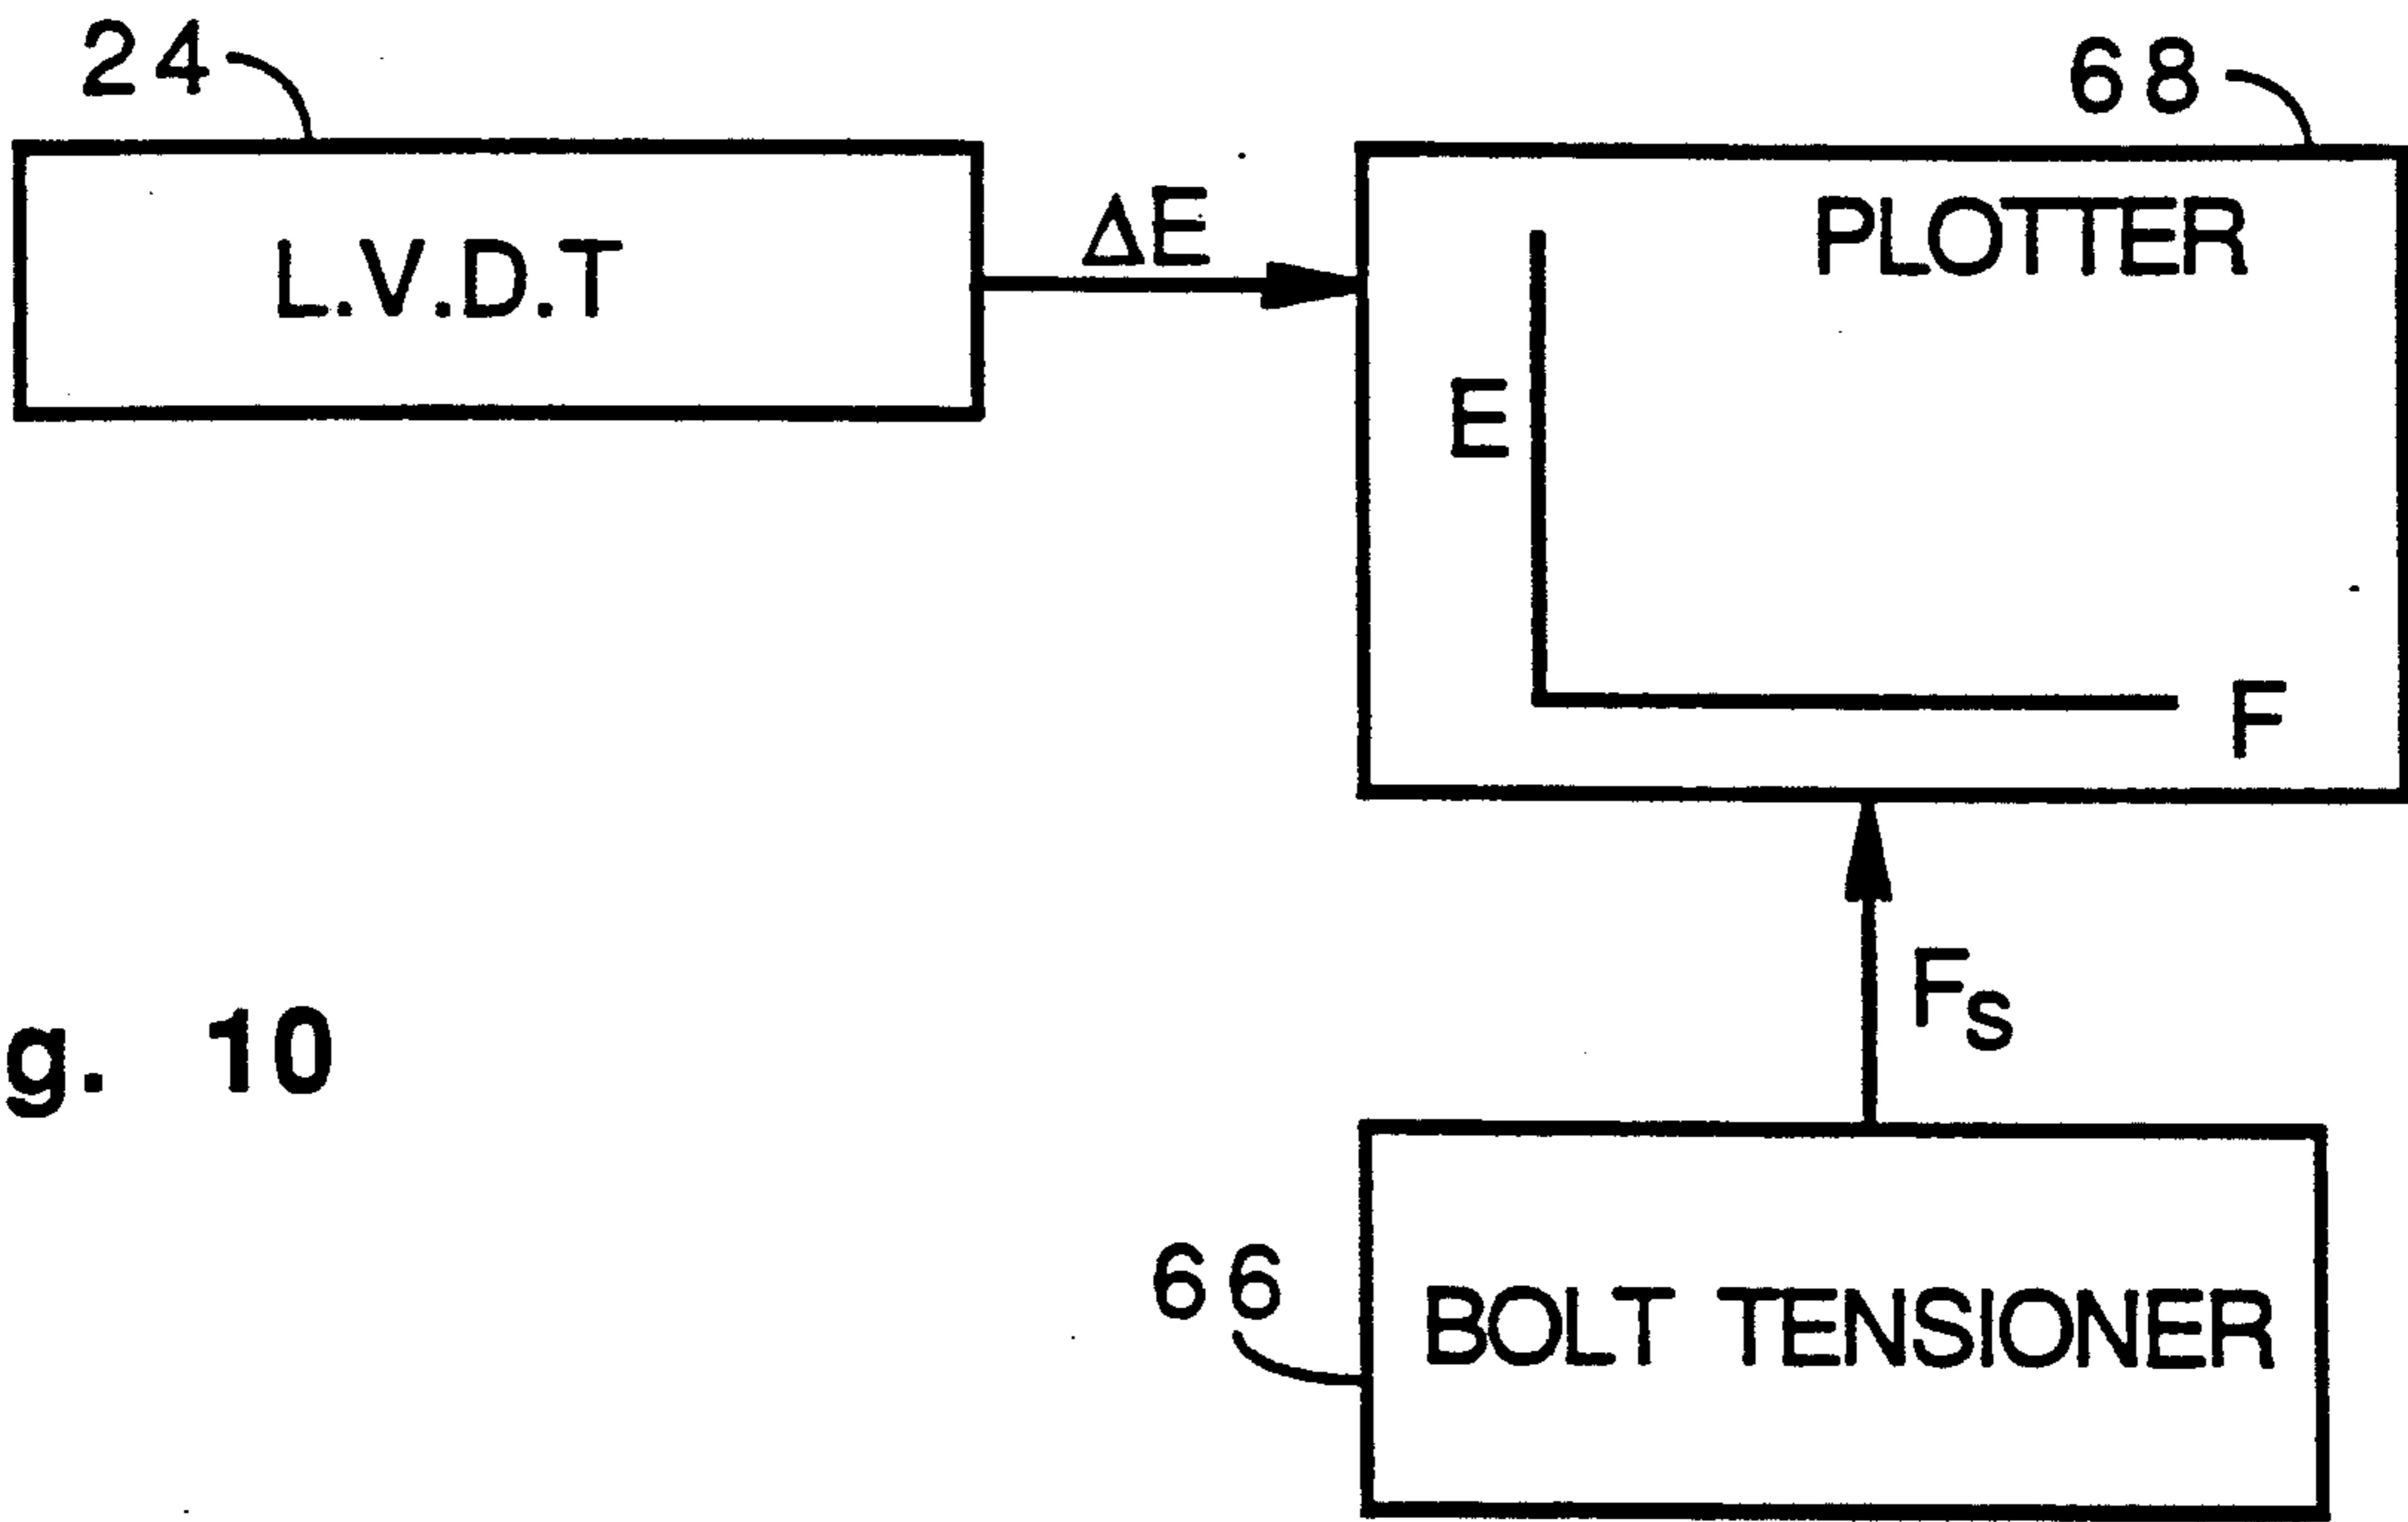 24
68
L.V.D.T
ΔE
PLOTTER
E
F
Fs
g. 10
66
BOLT TENSIONER